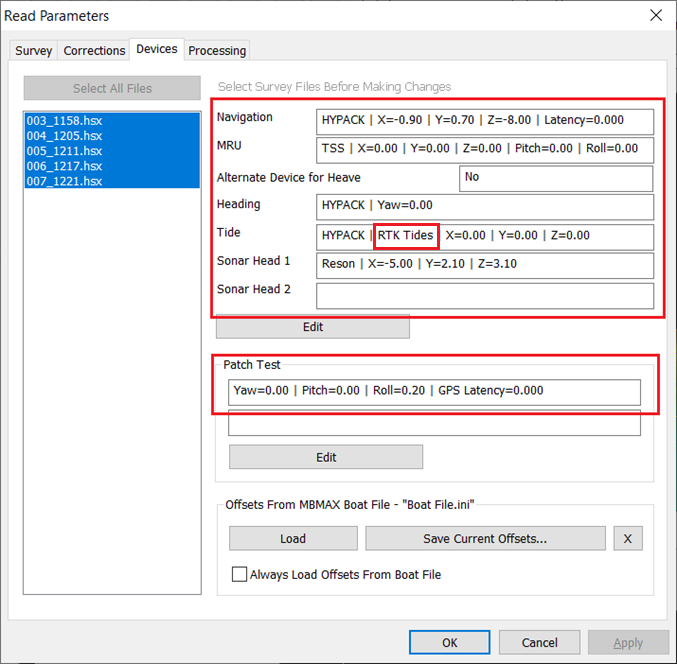 Read Parameters
Survey Corrections Devices Processing
Select All Files
Select Survey Files Before Making Changes
003_1158.hsx
004_1205.hsx
005_1211.hsx
006_1217.hsx
007_1221.hsx
Navigation HYPACK | X=-0.90 | Y=0.70 | Z=-8.00 | Latency=0.000
MRU TSS | X=0.00 | Y=0.00 | Z=0.00 | Pitch=0.00 | Roll=0.00
Alternate Device for Heave No
Heading HYPACK | Yaw=0.00
Tide HYPACK | RTK Tides X=0.00 | Y=0.00 | Z=0.00
Sonar Head 1 Reson | X=-5.00 | Y=2.10 | Z=3.10
Sonar Head 2
Edit
Patch Test
Yaw=0.00 | Pitch=0.00 | Roll=0.20 | GPS Latency=0.000
Edit
Offsets From MBMAX Boat File - "Boat File.ini"
Load Save Current Offsets... X
Always Load Offsets From Boat File
OK Cancel Apply